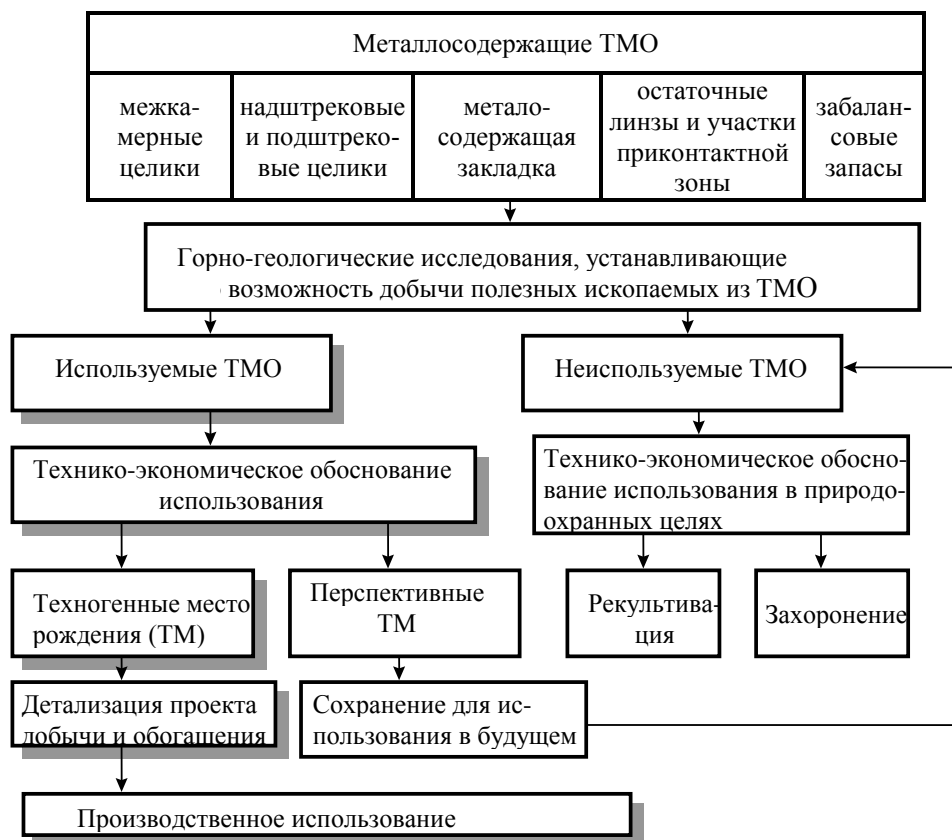 Металлосодержащие ТМО
межка-
мерные
целики
надштрековые
и подштреко-
вые целики
метало-
содержащая
закладка
остаточные
линзы и участки
приконтактной
зоны
забалан-
совые
запасы
Горно-геологические исследования, устанавливающие
возможность добычи полезных ископаемых из ТМО
Используемые ТМО
Неиспользуемые ТМО
Технико-экономическое обоснование
использования
Технико-экономическое обосно-
вание использования в природо-
охранных целях
Техногенные место
рождения (ТМ)
Перспективные
ТМ
Рекультива-
ция
Захоронение
Детализация проекта
добычи и обогащения
Сохранение для ис-
пользования в будущем
Производственное использование